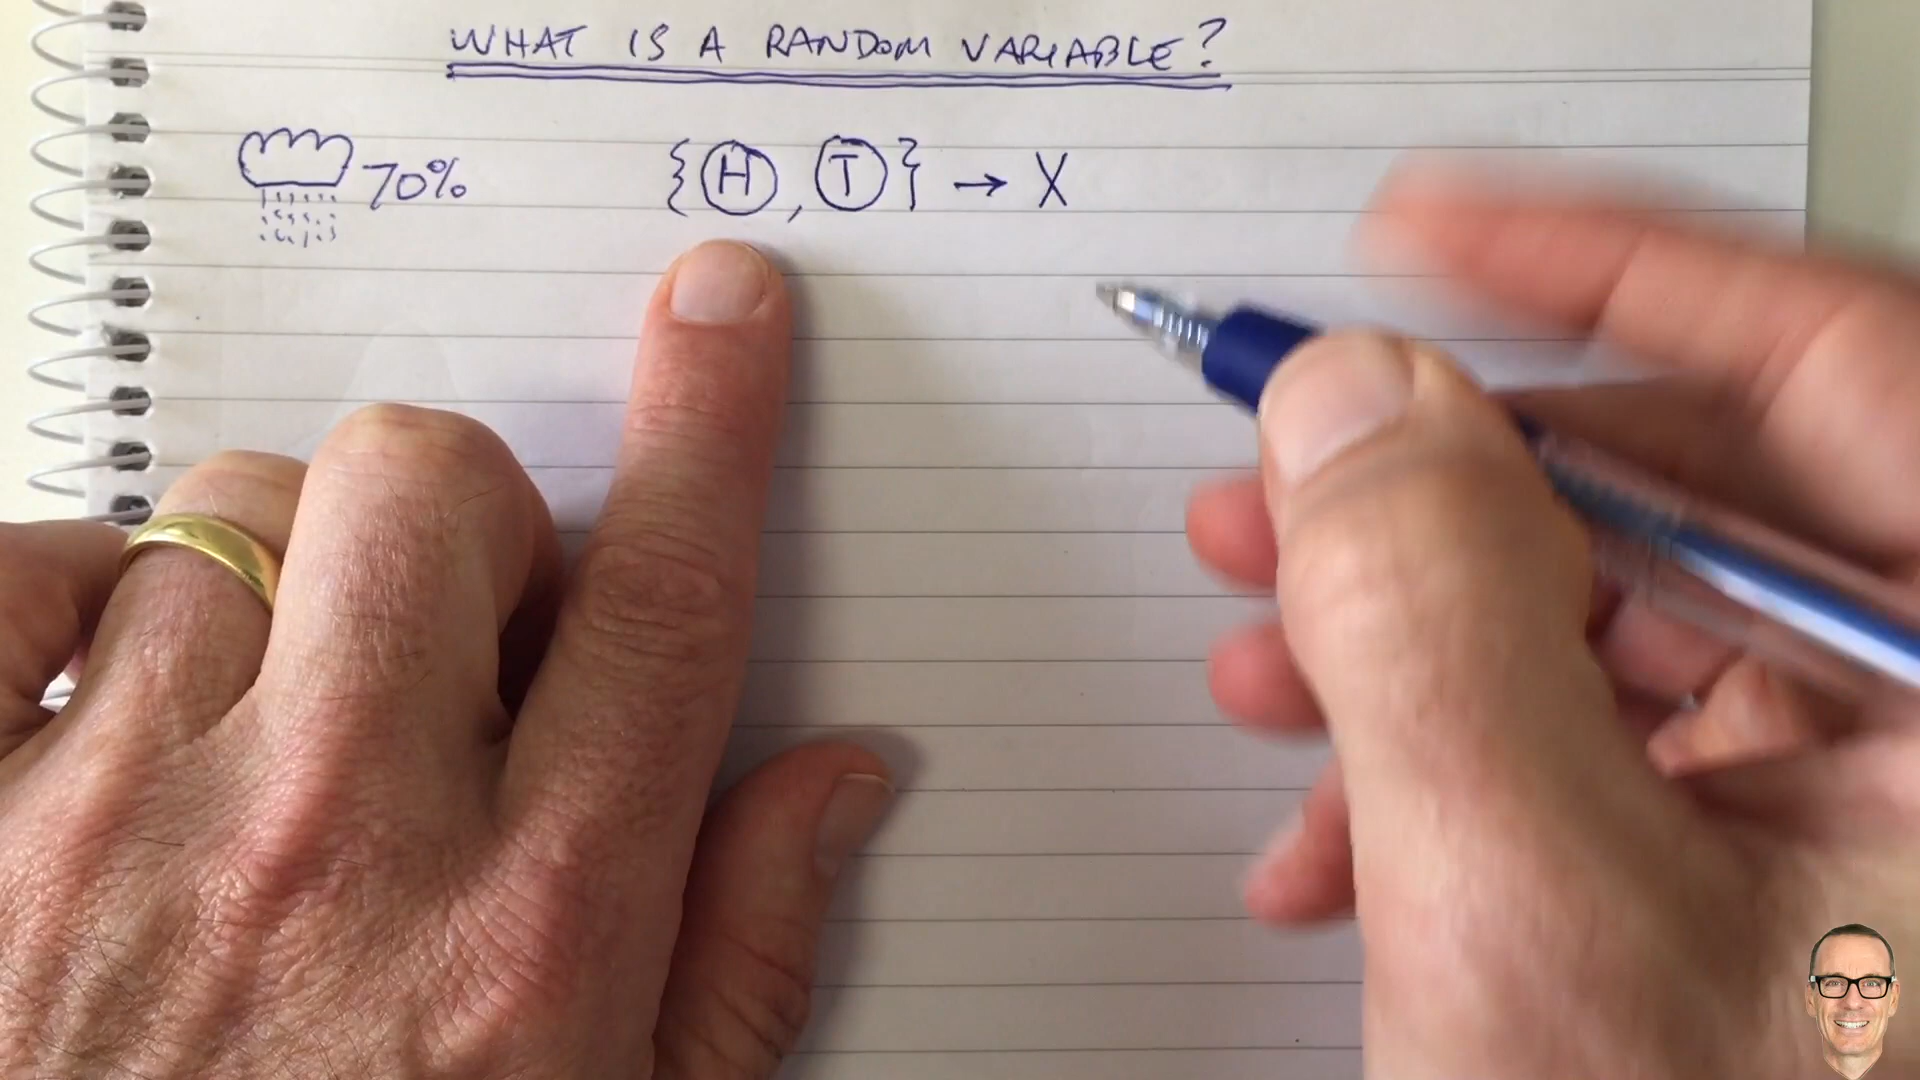 WHAT IS A RANDOM VARIABLE?
70% {H, T} → X